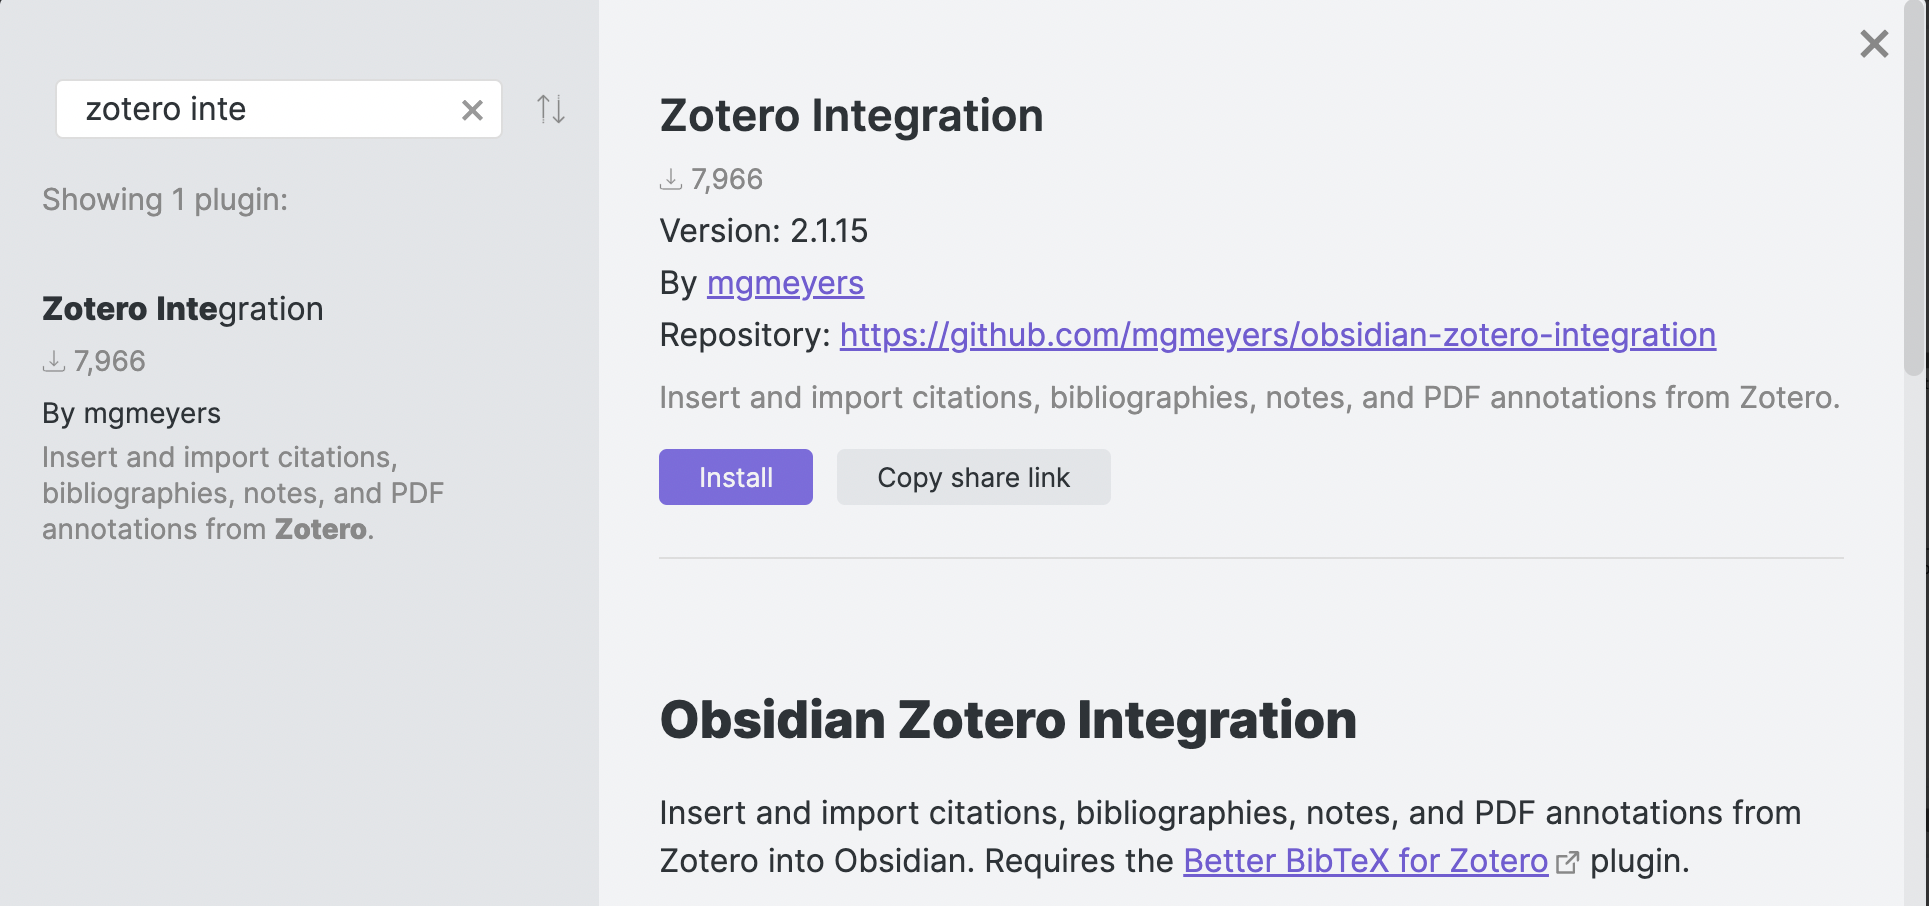 zotero inte
Showing 1 plugin:
Zotero Integration
7,966
By mgmeyers
Insert and import citations,
bibliographies, notes, and PDF
annotations from Zotero.
Zotero Integration
7,966
Version: 2.1.15
By mgmeyers
Repository: https://github.com/mgmeyers/obsidian-zotero-integration
Insert and import citations, bibliographies, notes, and PDF annotations from Zotero.
Install
Copy share link
Obsidian Zotero Integration
Insert and import citations, bibliographies, notes, and PDF annotations from
Zotero into Obsidian. Requires the Better BibTeX for Zotero plugin.